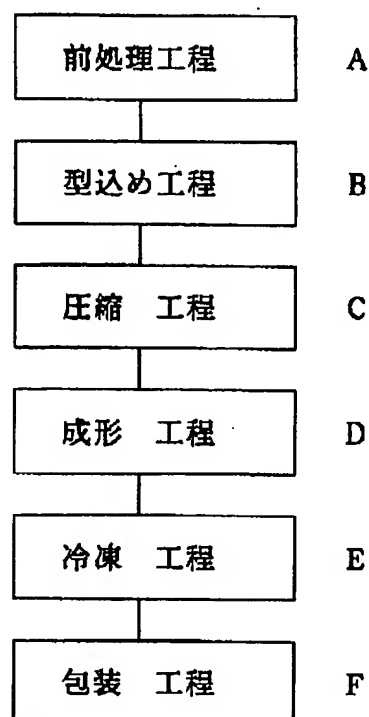 前処理工程 A
型込め工程 B
圧縮 工程 C
成形 工程 D
冷凍 工程 E
包装 工程 F